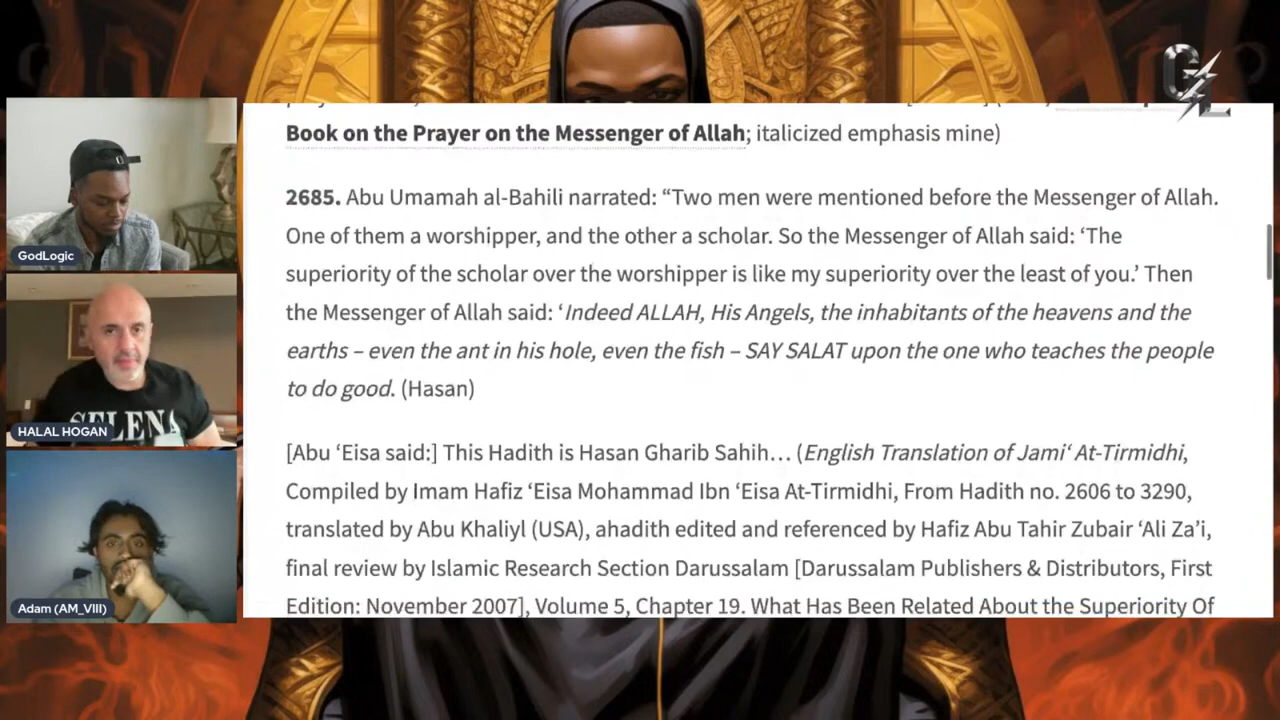 Book on the Prayer on the Messenger of Allah; italicized emphasis mine)
2685. Abu Umamah al-Bahili narrated: “Two men were mentioned before the Messenger of Allah.
One of them a worshipper, and the other a scholar. So the Messenger of Allah said: ‘The
superiority of the scholar over the worshipper is like my superiority over the least of you.’ Then
the Messenger of Allah said: ‘Indeed ALLAH, His Angels, the inhabitants of the heavens and the
earths – even the ant in his hole, even the fish – SAY SALAT upon the one who teaches the people
to do good. (Hasan)
[Abu ‘Eisa said:] This Hadith is Hasan Gharib Sahih… (English Translation of Jami‘ At-Tirmidhi,
Compiled by Imam Hafiz ‘Eisa Mohammad Ibn ‘Eisa At-Tirmidhi, From Hadith no. 2606 to 3290,
translated by Abu Khaliyl (USA), ahadith edited and referenced by Hafiz Abu Tahir Zubair ‘Ali Za’i,
final review by Islamic Research Section Darussalam [Darussalam Publishers & Distributors, First
Edition: November 2007], Volume 5, Chapter 19. What Has Been Related About the Superiority Of
GodLogic
SELENA
HALAL HOGAN
Adam (AM_VIII)
GL